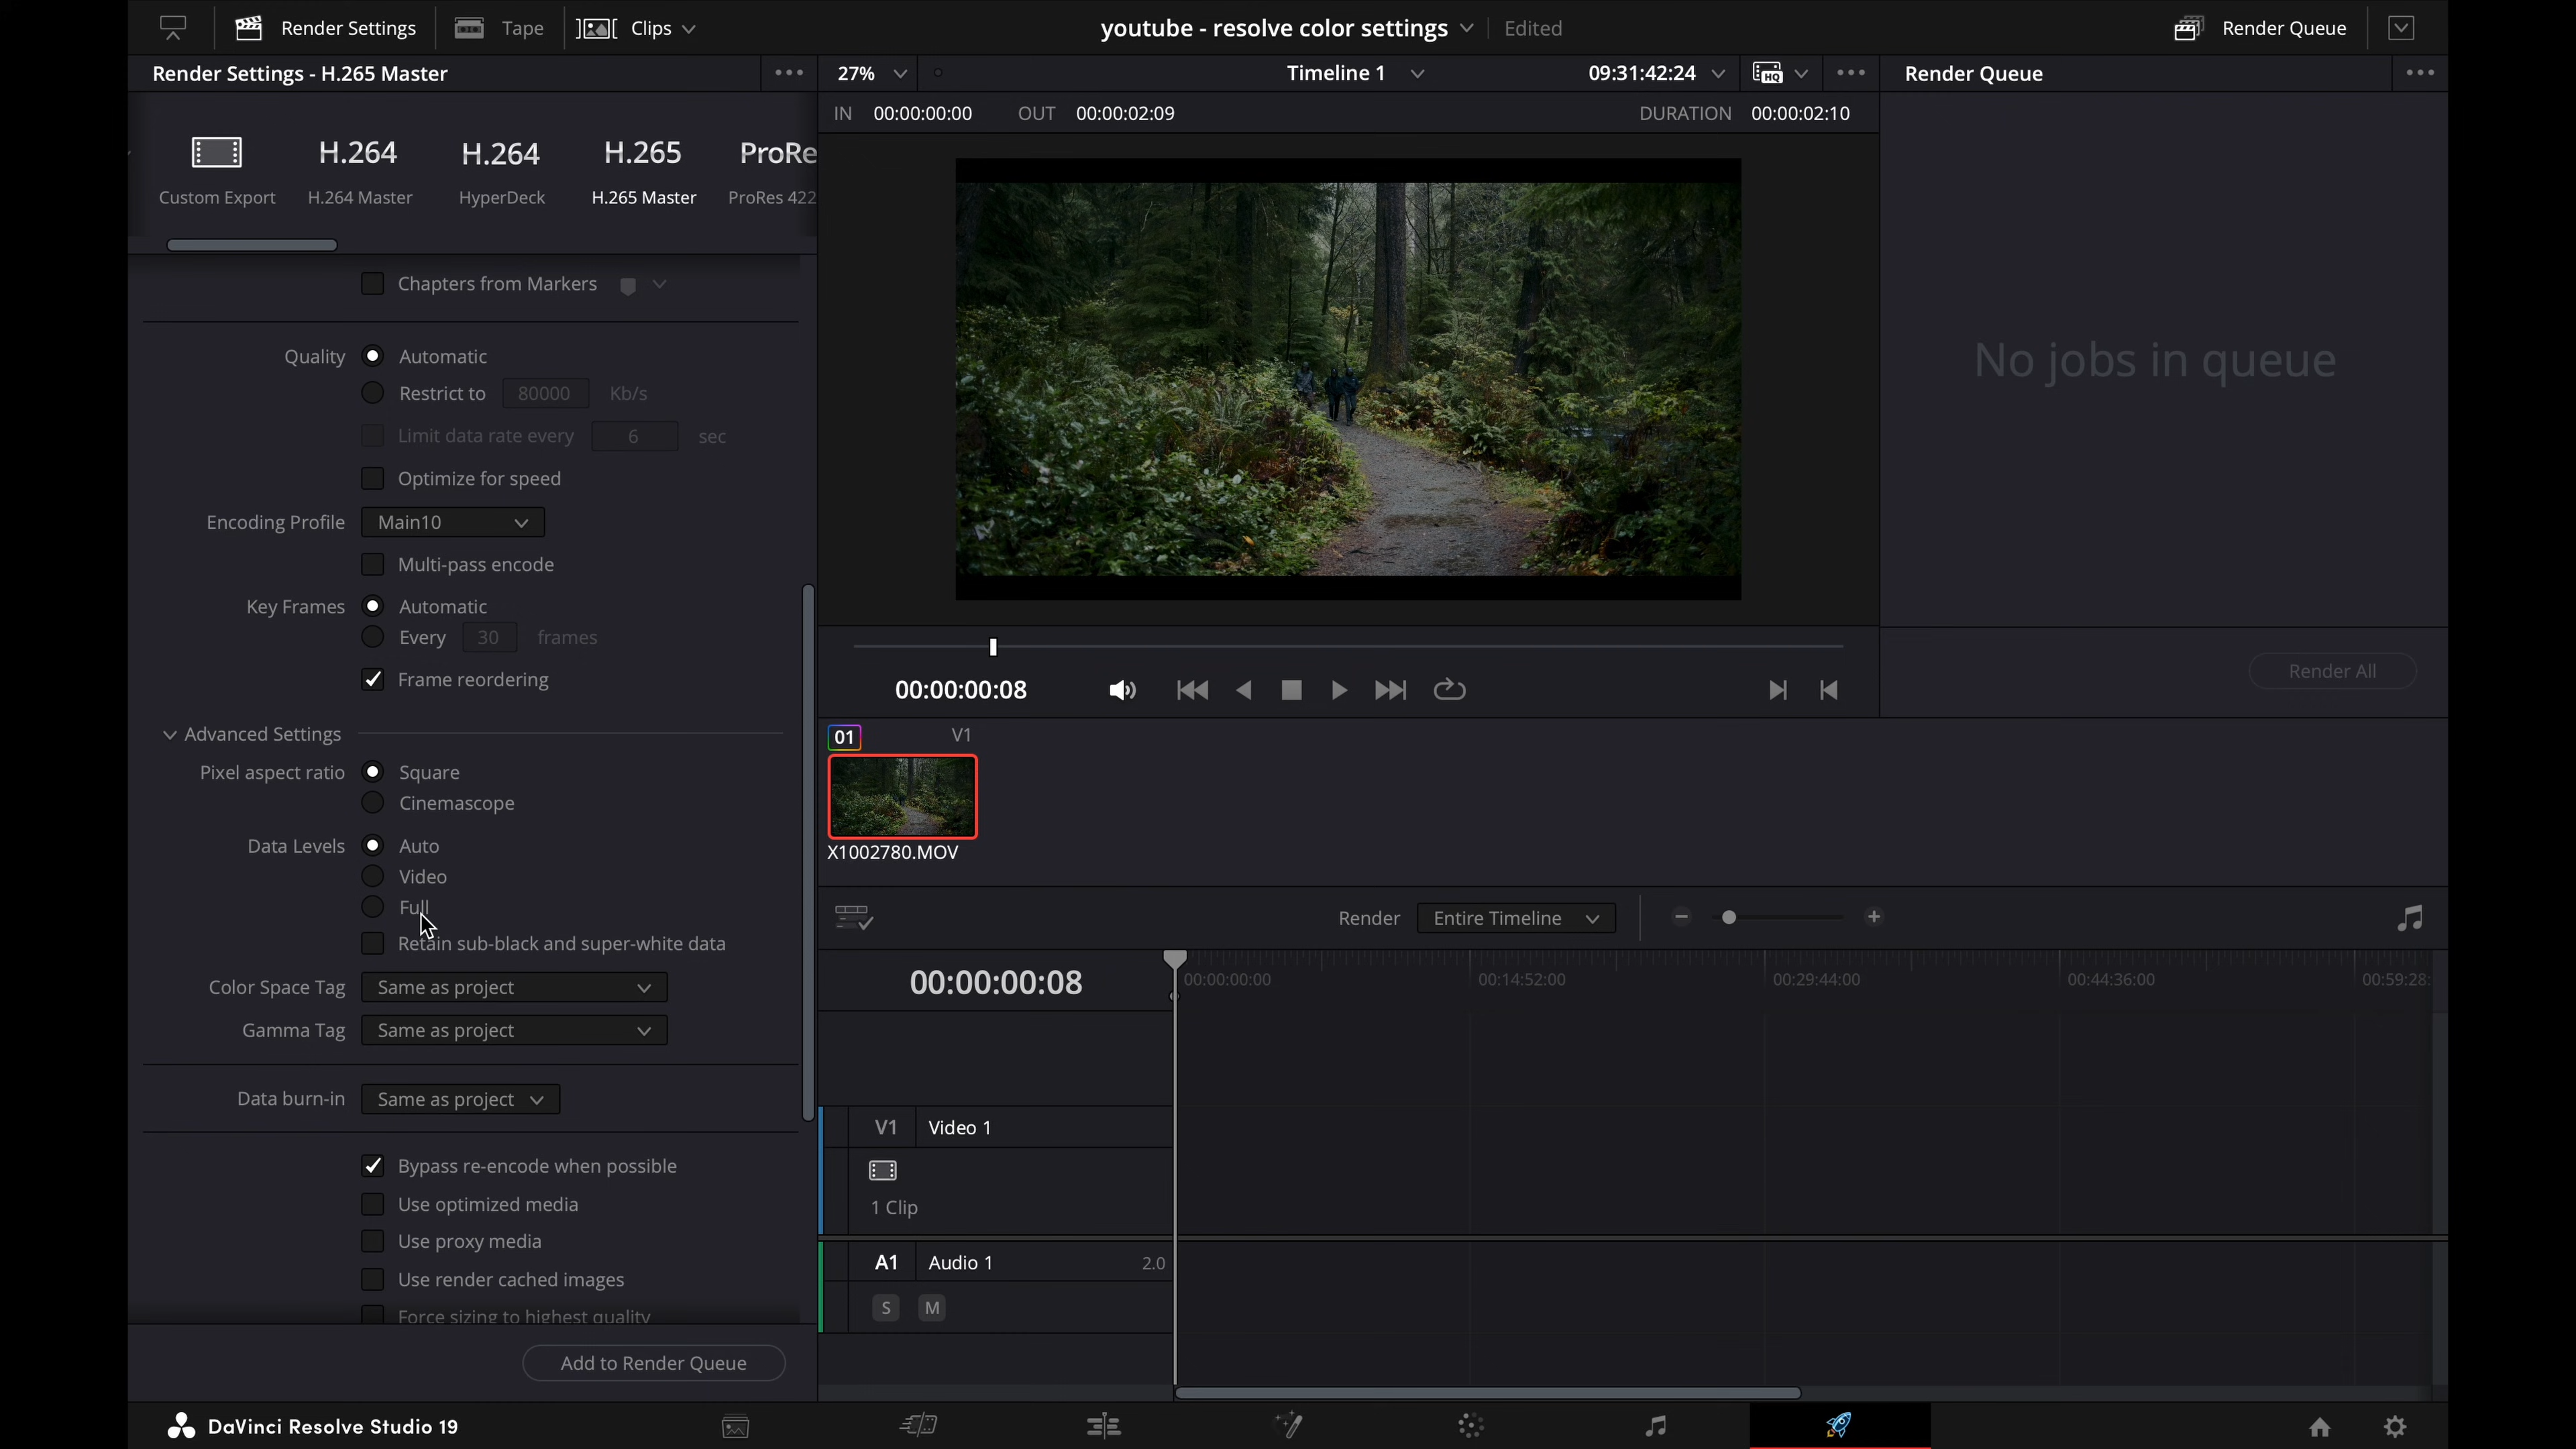 Render Settings
Tape
Clips
youtube - resolve color settings
Edited
Render Queue
Render Settings - H.265 Master
27%
Timeline 1
09:31:42:24
HQ
Render Queue
IN 00:00:00:00 OUT 00:00:02:09 DURATION 00:00:02:10
H.264 H.264 H.265 ProRe
Custom Export H.264 Master HyperDeck H.265 Master ProRes 422
No jobs in queue
Chapters from Markers
Quality Automatic
Restrict to 80000 Kb/s
Limit data rate every 6 sec
Optimize for speed
Encoding Profile Main10
Multi-pass encode
Key Frames Automatic
Every 30 frames
Frame reordering
Advanced Settings
Pixel aspect ratio Square
Cinemascope
Data Levels Auto
Video
Full
Retain sub-black and super-white data
Color Space Tag Same as project
Gamma Tag Same as project
Data burn-in Same as project
Bypass re-encode when possible
Use optimized media
Use proxy media
Use render cached images
Force sizing to highest quality
Add to Render Queue
00:00:00:08
Render All
01 V1
X1002780.MOV
Render Entire Timeline
00:00:00:08
00:00:00:00 00:14:52:00 00:29:44:00 00:44:36:00 00:59:28:
V1 Video 1
1 Clip
A1 Audio 1 2.0
S M
DaVinci Resolve Studio 19